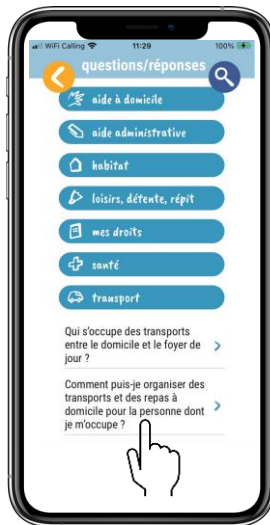 WiFi Calling 11:29 100%
questions/réponses
aide à domicile
aide administrative
habitat
loisirs, détente, répit
mes droits
santé
transport
Qui s'occupe des transports
entre le domicile et le foyer de
jour ?
Comment puis-je organiser des
transports et des repas à
domicile pour la personne dont
je m'occupe ?